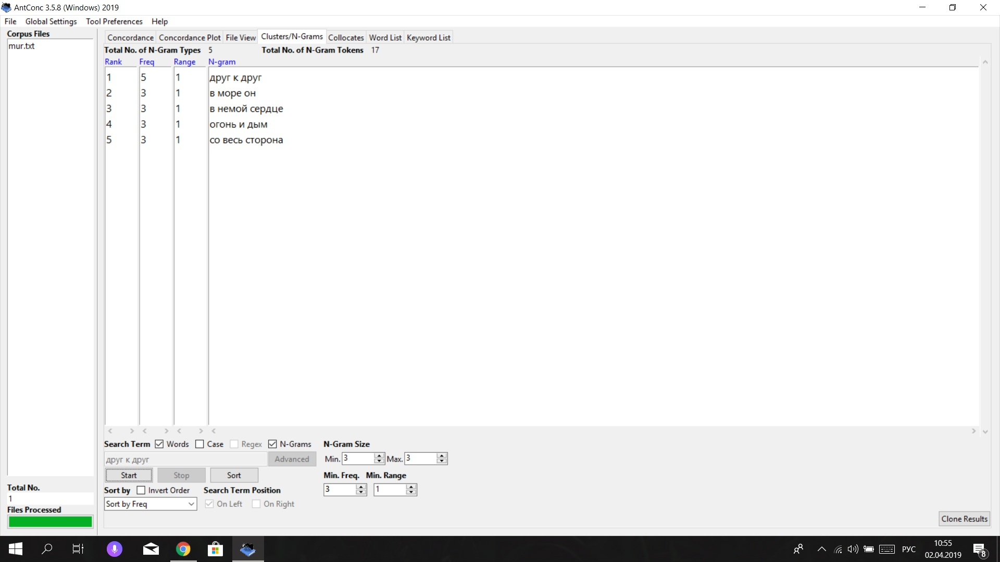 AntConc 3.5.8 (Windows) 2019
File Global Settings Tool Preferences Help
Corpus Files
mur.txt
Concordance Concordance Plot File View Clusters/N-Grams Collocates Word List Keyword List
Total No. of N-Gram Types 5 Total No. of N-Gram Tokens 17
Rank Freq Range N-gram
1 5 1 друг к друг
2 3 1 в море он
3 3 1 в немой сердце
4 3 1 огонь и дым
5 3 1 со весь сторона
Search Term Words Case Regex N-Grams N-Gram Size
друг к друг Advanced Min. 3 Max. 3
Start Stop Sort Min. Freq. Min. Range
Total No.
1
Files Processed
Sort by Invert Order Search Term Position 3 1
Sort by Freq On Left On Right
Clone Results
РУС 10:55
02.04.2019 8